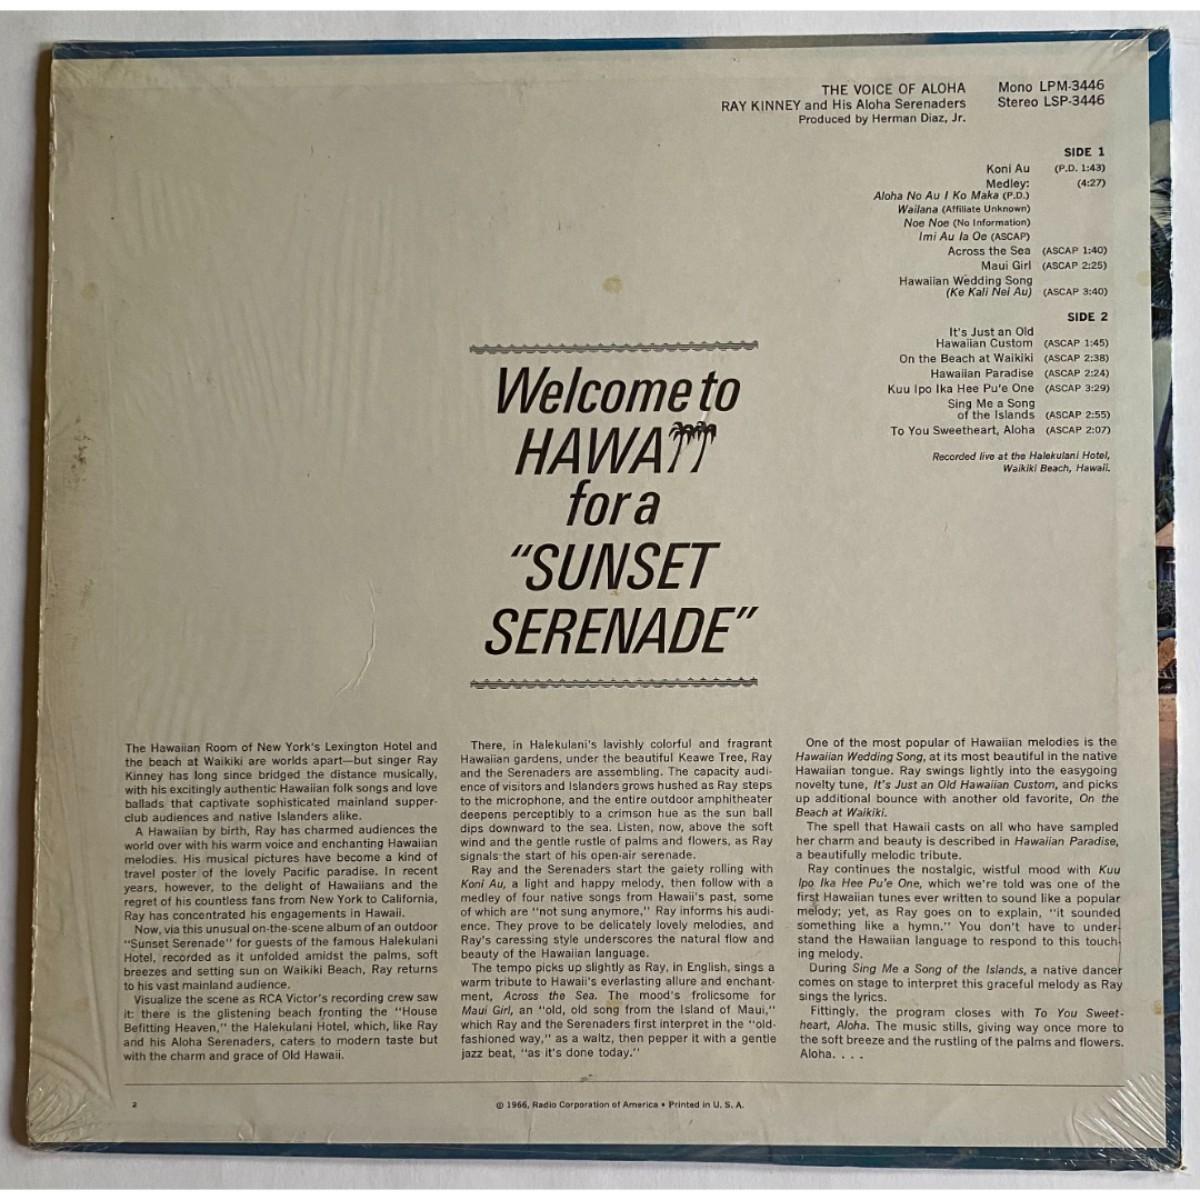 THE VOICE OF ALOHA
RAY KINNEY and His Aloha Serenaders
Produced by Herman Diaz, Jr.
Mono LPM-3446
Stereo LSP-3446
SIDE 1
Koni Au (P.D. 1:43)
Medley: (4:27)
Aloha No Au I Ko Maka (P.D.)
Wailana (Affiliate Unknown)
Noe Noe (No Information)
Imi Au Ia Oe (ASCAP)
Across the Sea (ASCAP 1:40)
Maui Girl (ASCAP 2:25)
Hawaiian Wedding Song
(Ke Kali Nei Au) (ASCAP 3:40)
SIDE 2
It's Just an Old
Hawaiian Custom (ASCAP 1:45)
On the Beach at Waikiki (ASCAP 2:38)
Hawaiian Paradise (ASCAP 2:24)
Kuu Ipo Ika Hee Pu'e One (ASCAP 3:29)
Sing Me a Song
of the Islands (ASCAP 2:55)
To You Sweetheart, Aloha (ASCAP 2:07)
Recorded live at the Halekulani Hotel,
Waikiki Beach, Hawaii.
Welcome to
HAWAII
for a
"SUNSET
SERENADE"
The Hawaiian Room of New York's Lexington Hotel and
the beach at Waikiki are worlds apart—but singer Ray
Kinney has long since bridged the distance musically,
with his excitingly authentic Hawaiian folk songs and love
ballads that captivate sophisticated mainland supper-
club audiences and native Islanders alike.
A Hawaiian by birth, Ray has charmed audiences the
world over with his warm voice and enchanting Hawaiian
melodies. His musical pictures have become a kind of
travel poster of the lovely Pacific paradise. In recent
years, however, to the delight of Hawaiians and the
regret of his countless fans from New York to California,
Ray has concentrated his engagements in Hawaii.
Now, via this unusual on-the-scene album of an outdoor
"Sunset Serenade" for guests of the famous Halekulani
Hotel, recorded as it unfolded amidst the palms, soft
breezes and setting sun on Waikiki Beach, Ray returns
to his vast mainland audience.
Visualize the scene as RCA Victor's recording crew saw
it: there is the glistening beach fronting the "House
Befitting Heaven," the Halekulani Hotel, which, like Ray
and his Aloha Serenaders, caters to modern taste but
with the charm and grace of Old Hawaii.
There, in Halekulani's lavishly colorful and fragrant
Hawaiian gardens, under the beautiful Keawe Tree, Ray
and the Serenaders are assembling. The capacity audi-
ence of visitors and Islanders grows hushed as Ray steps
to the microphone, and the entire outdoor amphitheater
deepens perceptibly to a crimson hue as the sun ball
dips downward to the sea. Listen, now, above the soft
wind and the gentle rustle of palms and flowers, as Ray
signals the start of his open-air serenade.
Ray and the Serenaders start the gaiety rolling with
Koni Au, a light and happy melody, then follow with a
medley of four native songs from Hawaii's past, some
of which are "not sung anymore," Ray informs his audi-
ence. They prove to be delicately lovely melodies, and
Ray's caressing style underscores the natural flow and
beauty of the Hawaiian language.
The tempo picks up slightly as Ray, in English, sings a
warm tribute to Hawaii's everlasting allure and enchant-
ment, Across the Sea. The mood's frolicsome for
Maui Girl, an "old, old song from the Island of Maui,"
which Ray and the Serenaders first interpret in the "old-
fashioned way," as a waltz, then pepper it with a gentle
jazz beat, "as it's done today."
One of the most popular of Hawaiian melodies is the
Hawaiian Wedding Song, at its most beautiful in the native
Hawaiian tongue. Ray swings lightly into the easygoing
novelty tune, It's Just an Old Hawaiian Custom, and picks
up additional bounce with another old favorite, On the
Beach at Waikiki.
The spell that Hawaii casts on all who have sampled
her charm and beauty is described in Hawaiian Paradise,
a beautifully melodic tribute.
Ray continues the nostalgic, wistful mood with Kuu
Ipo Ika Hee Pu'e One, which we're told was one of the
first Hawaiian tunes ever written to sound like a popular
melody; yet, as Ray goes on to explain, "it sounded
something like a hymn." You don't have to under-
stand the Hawaiian language to respond to this touch-
ing melody.
During Sing Me a Song of the Islands, a native dancer
comes on stage to interpret this graceful melody as Ray
sings the lyrics.
Fittingly, the program closes with To You Sweet-
heart, Aloha. The music stills, giving way once more to
the soft breeze and the rustling of the palms and flowers.
Aloha. . . .
2
℗ 1966, Radio Corporation of America • Printed in U. S. A.